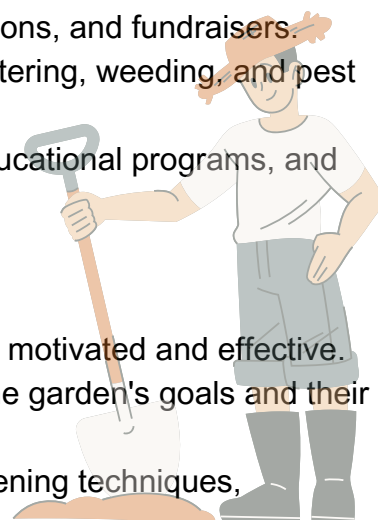 ons, and fundraisers.
tering, weeding, and pest
ucational programs, and
motivated and effective.
e garden's goals and their
ening techniques,